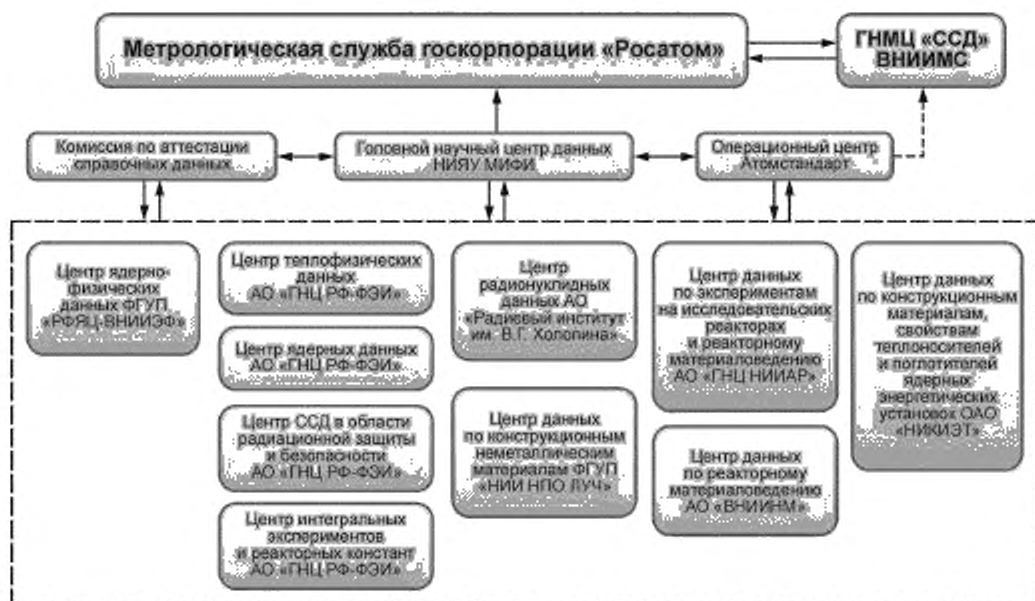 Метрологическая служба госкорпорации «Росатом»
ГНМЦ «ССД»
ВНИИМС
Комиссия по аттестации
справочных данных
Головной научный центр данных
НИЯУ МИФИ
Операционный центр
Атомстандарт
Центр ядерно-
физических
данных ФГУП
«РФЯЦ-ВНИИЭФ»
Центр теплофизических
данных
АО «ГНЦ РФ-ФЭИ»
Центр ядерных данных
АО «ГНЦ РФ-ФЭИ»
Центр ССД в области
радиационной защиты
и безопасности
АО «ГНЦ РФ-ФЭИ»
Центр интегральных
экспериментов
и реакторных констант
АО «ГНЦ РФ-ФЭИ»
Центр
радионуклидных
данных АО
«Радиевый институт
им. В.Г. Хлопина»
Центр данных
по конструкционным
неметаллическим
материалам ФГУП
«НИИ НПО ЛУЧ»
Центр данных
по экспериментам
на исследовательских
реакторах
и реакторному
материаловедению
АО «ГНЦ НИИАР»
Центр данных
по реакторному
материаловедению
АО «ВНИИНМ»
Центр данных
по конструкционным
материалам,
свойствам
теплоносителей
и поглотителей
ядерных
энергетических
установок ОАО
«НИКИЭТ»